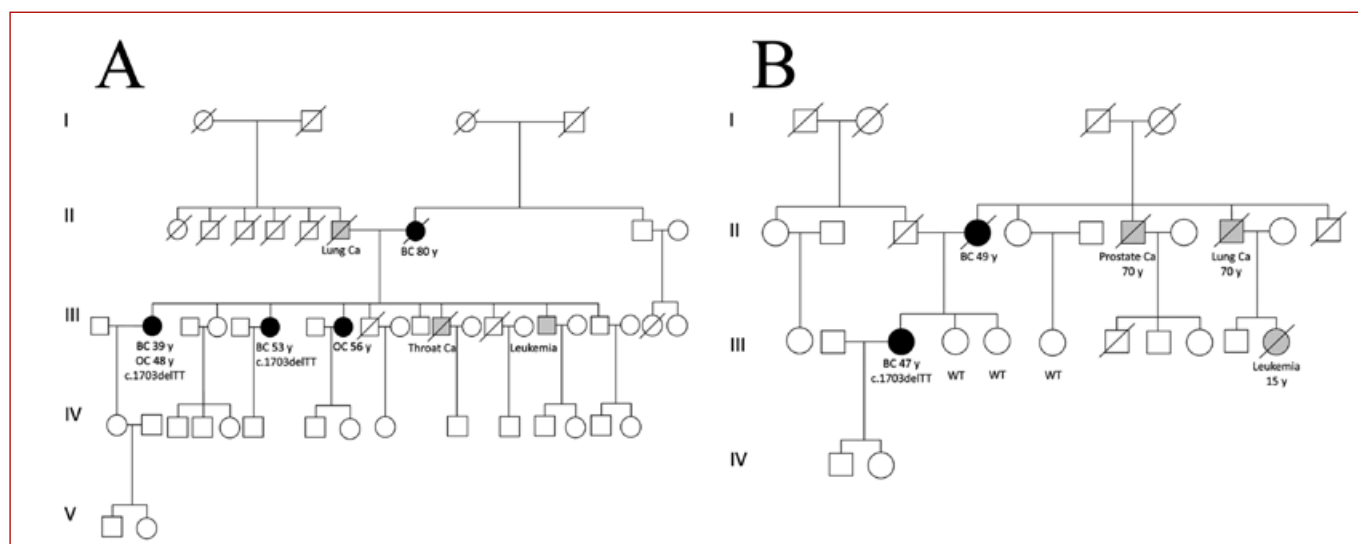 A
B
I
II
Lung Ca
BC 80 y
III
BC 39 y
OC 48 y
c.1703delTT
BC 53 y
c.1703delTT
OC 56 y
Throat Ca
Leukemia
IV
V
I
II
BC 49 y
Prostate Ca
70 y
Lung Ca
70 y
III
BC 47 y
c.1703delTT
WT
WT
WT
Leukemia
15 y
IV